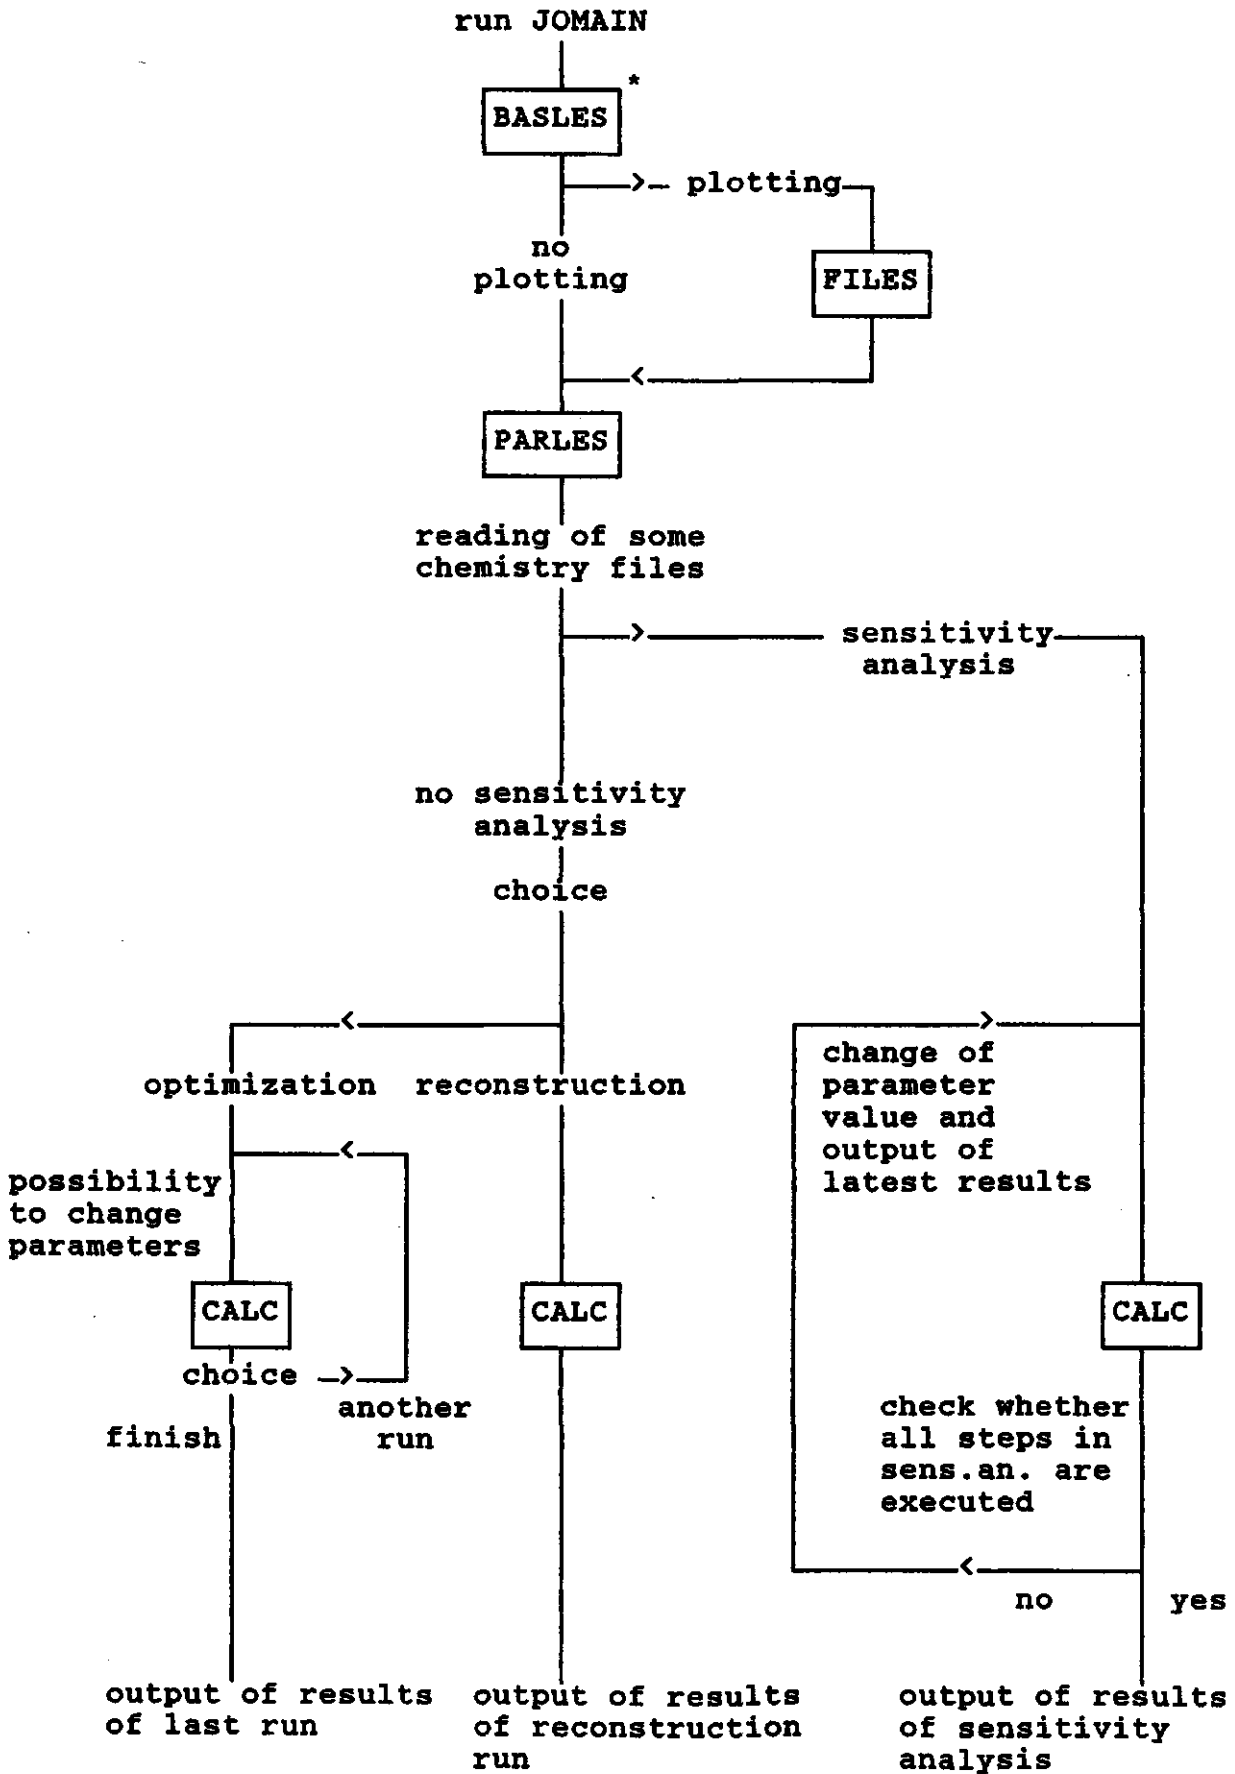 run JOMAIN
*
BASLES
plotting
no
plotting
FILES
PARLES
reading of some
chemistry files
sensitivity
analysis
no sensitivity
analysis
choice
optimization
reconstruction
possibility
to change
parameters
CALC
choice
another
run
finish
CALC
change of
parameter
value and
output of
latest results
CALC
check whether
all steps in
sens.an. are
executed
no
yes
output of results
of last run
output of results
of reconstruction
run
output of results
of sensitivity
analysis